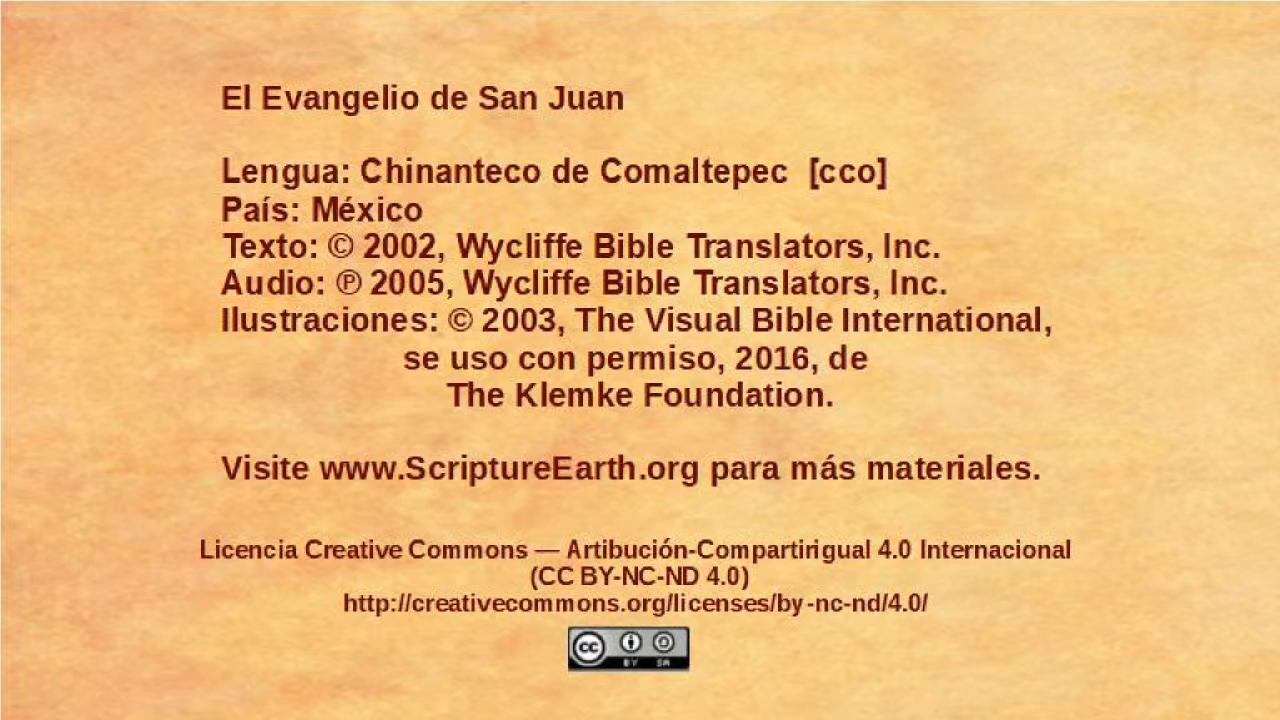 El Evangelio de San Juan
Lengua: Chinanteco de Comaltepec [cco]
País: México
Texto: © 2002, Wycliffe Bible Translators, Inc.
Audio: ℗ 2005, Wycliffe Bible Translators, Inc.
Ilustraciones: © 2003, The Visual Bible International,
se uso con permiso, 2016, de
The Klemke Foundation.
Visite www.ScriptureEarth.org para más materiales.
Licencia Creative Commons — Artibución-Compartirigual 4.0 Internacional
(CC BY-NC-ND 4.0)
http://creativecommons.org/licenses/by-nc-nd/4.0/
cc BY SA